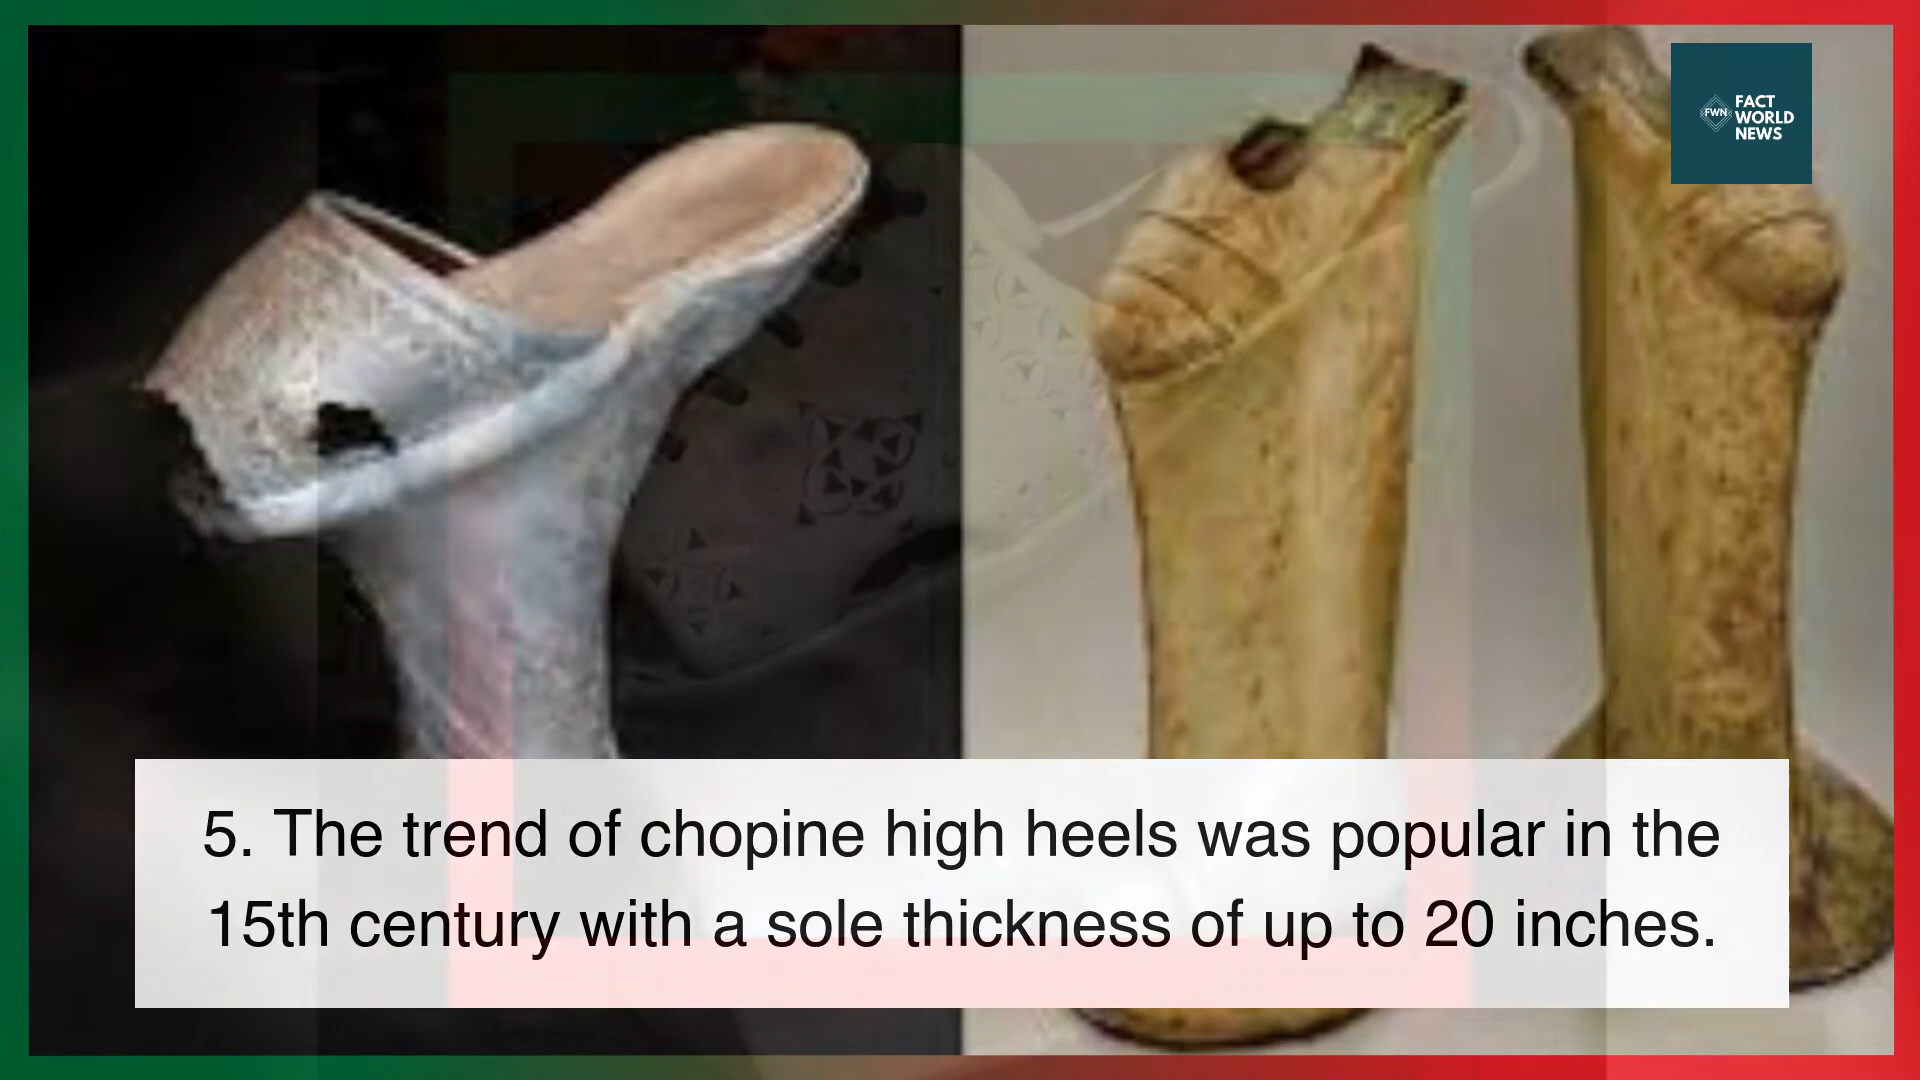 FWN
FACT
WORLD
NEWS
5. The trend of chopine high heels was popular in the
15th century with a sole thickness of up to 20 inches.